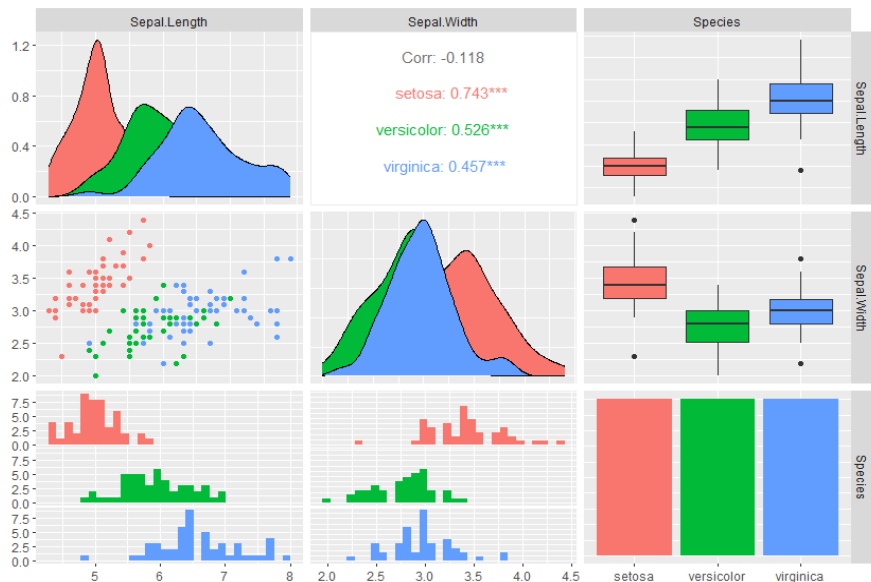 Sepal.Length Sepal.Width Species
1.2
0.8
0.4
0.0
Corr: -0.118
setosa: 0.743***
versicolor: 0.526***
virginica: 0.457***
Sepal.Length
4.5
4.0
3.5
3.0
2.5
2.0
Sepal.Width
7.5
5.0
2.5
0.0
7.5
5.0
2.5
0.0
7.5
5.0
2.5
0.0
Species
5 6 7 8 2.0 2.5 3.0 3.5 4.0 4.5 setosa versicolor virginica